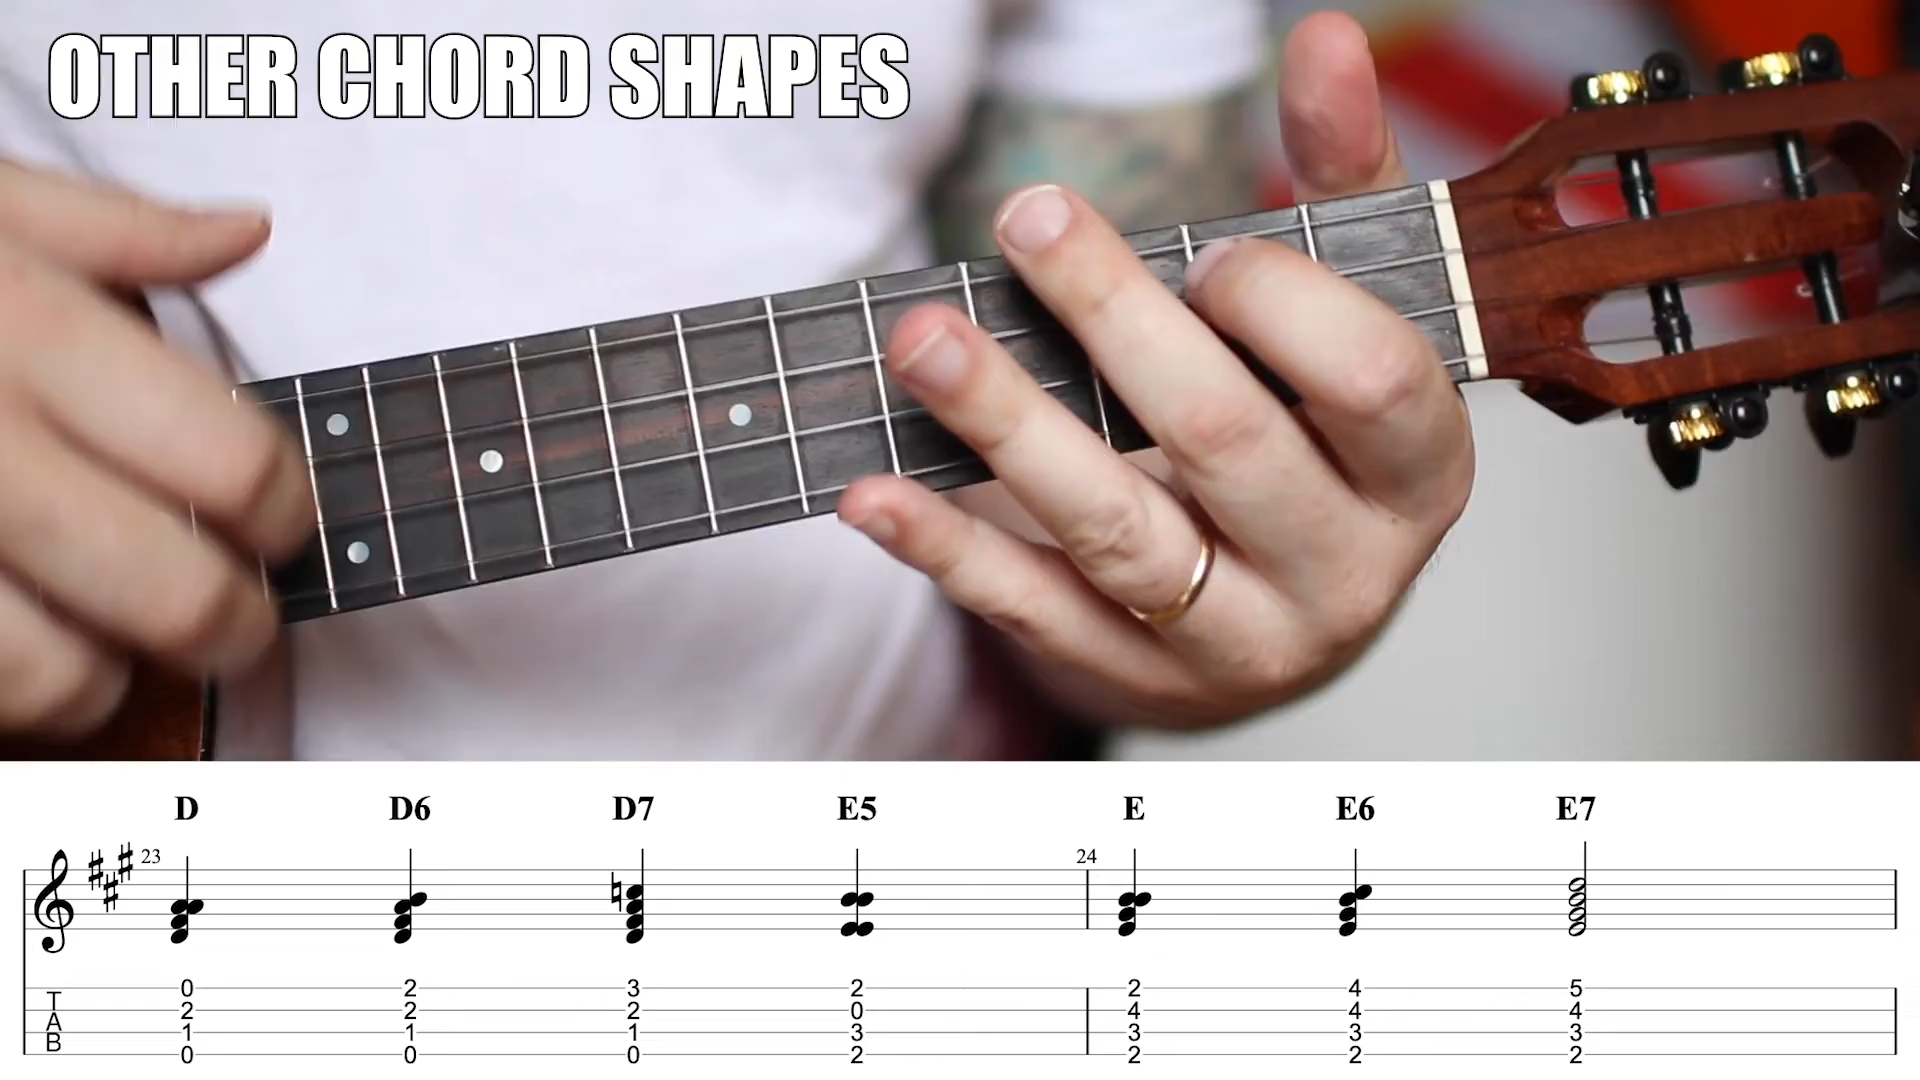 OTHER CHORD SHAPES
D D6 D7 E5 E E6 E7
23 24
T 0 2 3 2 2 4 5
A 2 2 2 0 4 4 4
B 1 1 1 3 3 3 3
0 0 0 2 2 2 2